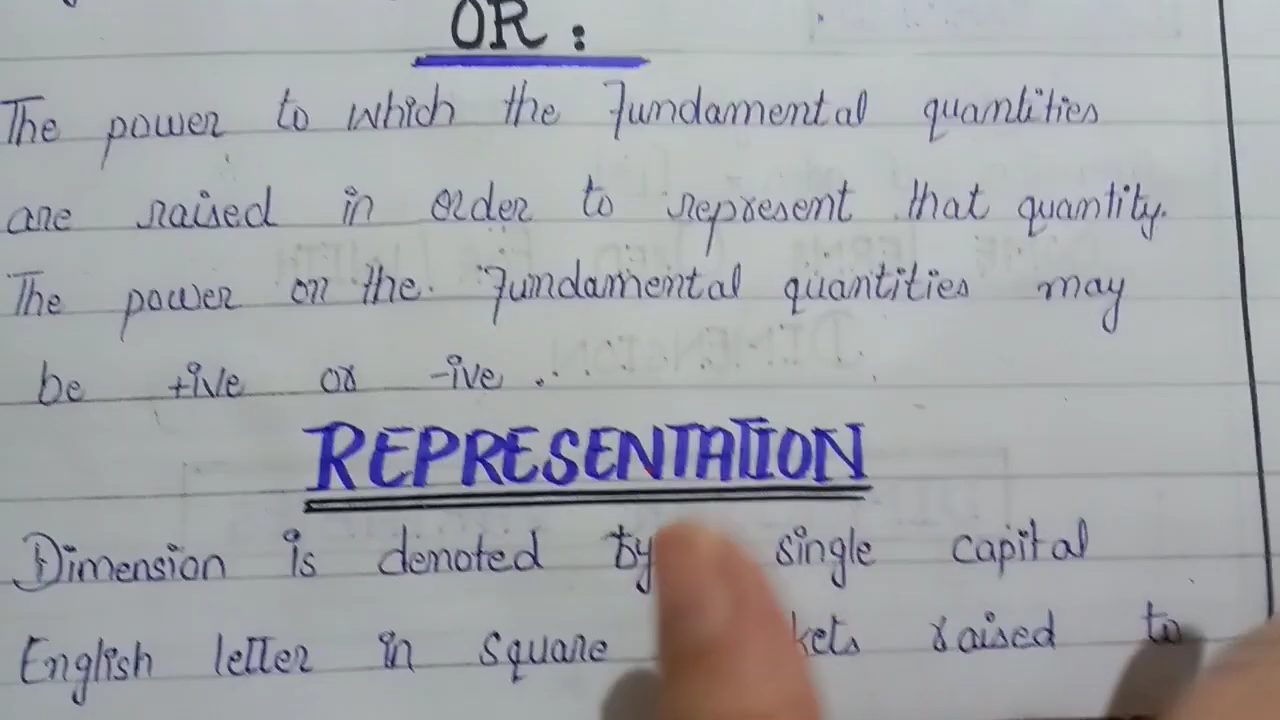 OR :
The power to which the fundamental quantities
are raised in order to represent that quantity.
The power on the fundamental quantities may
be +ive or -ive .
REPRESENTATION
Dimension is denoted by single capital
English letter in square kets raised to